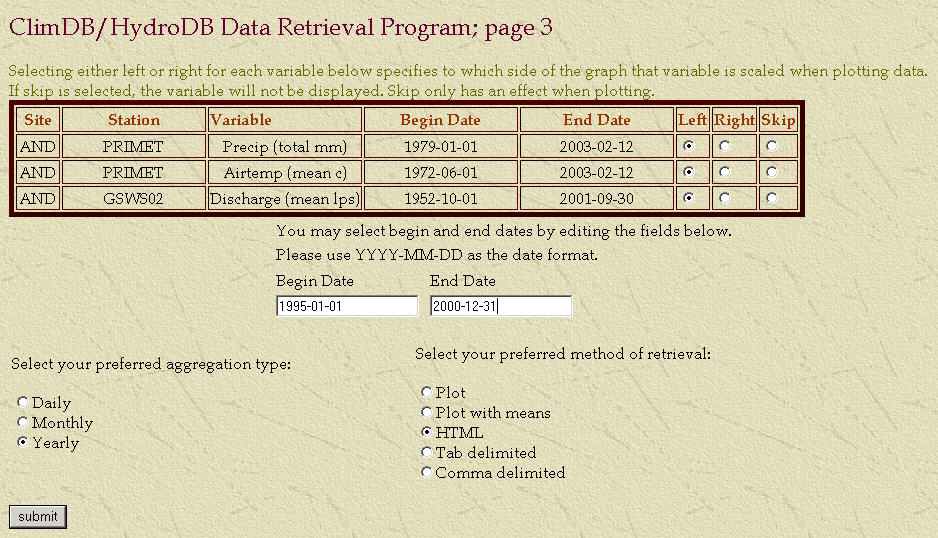 ClimDB/HydroDB Data Retrieval Program; page 3
Selecting either left or right for each variable below specifies to which side of the graph that variable is scaled when plotting data.
If skip is selected, the variable will not be displayed. Skip only has an effect when plotting.
Site Station Variable Begin Date End Date Left Right Skip
AND PRIMET Precip (total mm) 1979-01-01 2003-02-12
AND PRIMET Airtemp (mean c) 1972-06-01 2003-02-12
AND GSWS02 Discharge (mean lps) 1952-10-01 2001-09-30
You may select begin and end dates by editing the fields below.
Please use YYYY-MM-DD as the date format.
Begin Date End Date
1995-01-01 2000-12-31
Select your preferred aggregation type:
Daily
Monthly
Yearly
Select your preferred method of retrieval:
Plot
Plot with means
HTML
Tab delimited
Comma delimited
submit